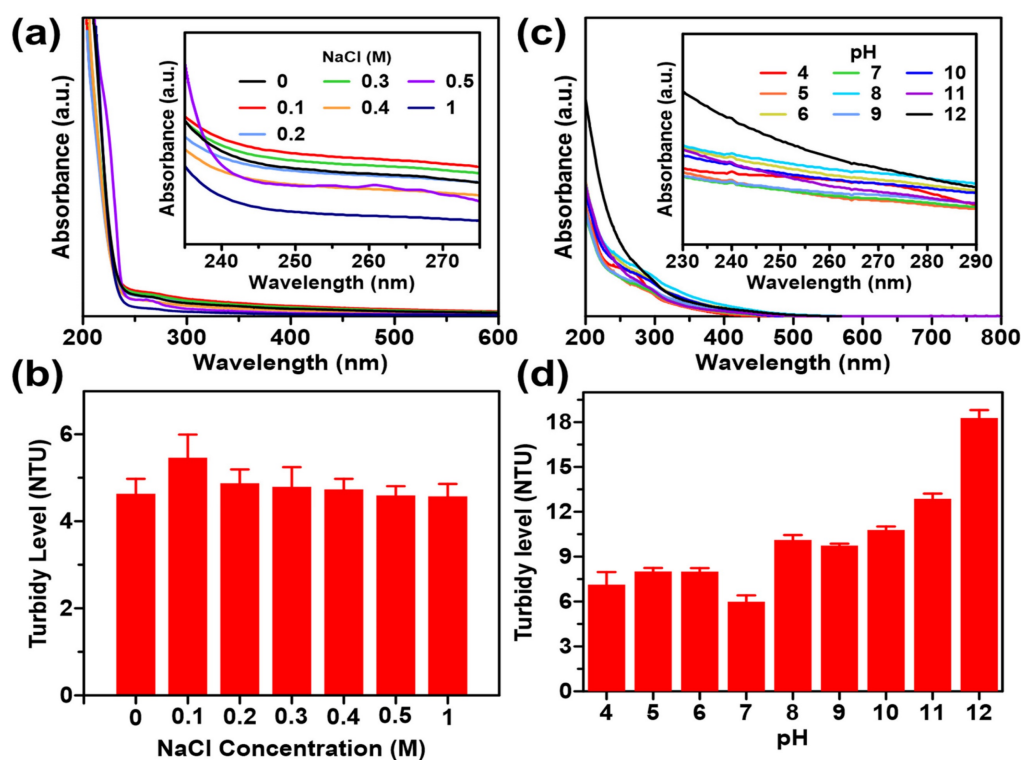 (a)
Absorbance (a.u.)
Absorbance (a.u.)
NaCl (M)
0 0.3 0.5
0.1 0.4 1
0.2
240 250 260 270
Wavelength (nm)
200 300 400 500 600
Wavelength (nm)
(c)
Absorbance (a.u.)
Absorbance (a.u.)
pH
4 7 10
5 8 11
6 9 12
230 240 250 260 270 280 290
Wavelength (nm)
200 300 400 500 600 700 800
Wavelength (nm)
(b)
Turbidy Level (NTU)
6
4
2
0
0 0.1 0.2 0.3 0.4 0.5 1
NaCl Concentration (M)
(d)
Turbidy level (NTU)
18
15
12
9
6
3
0
4 5 6 7 8 9 10 11 12
pH